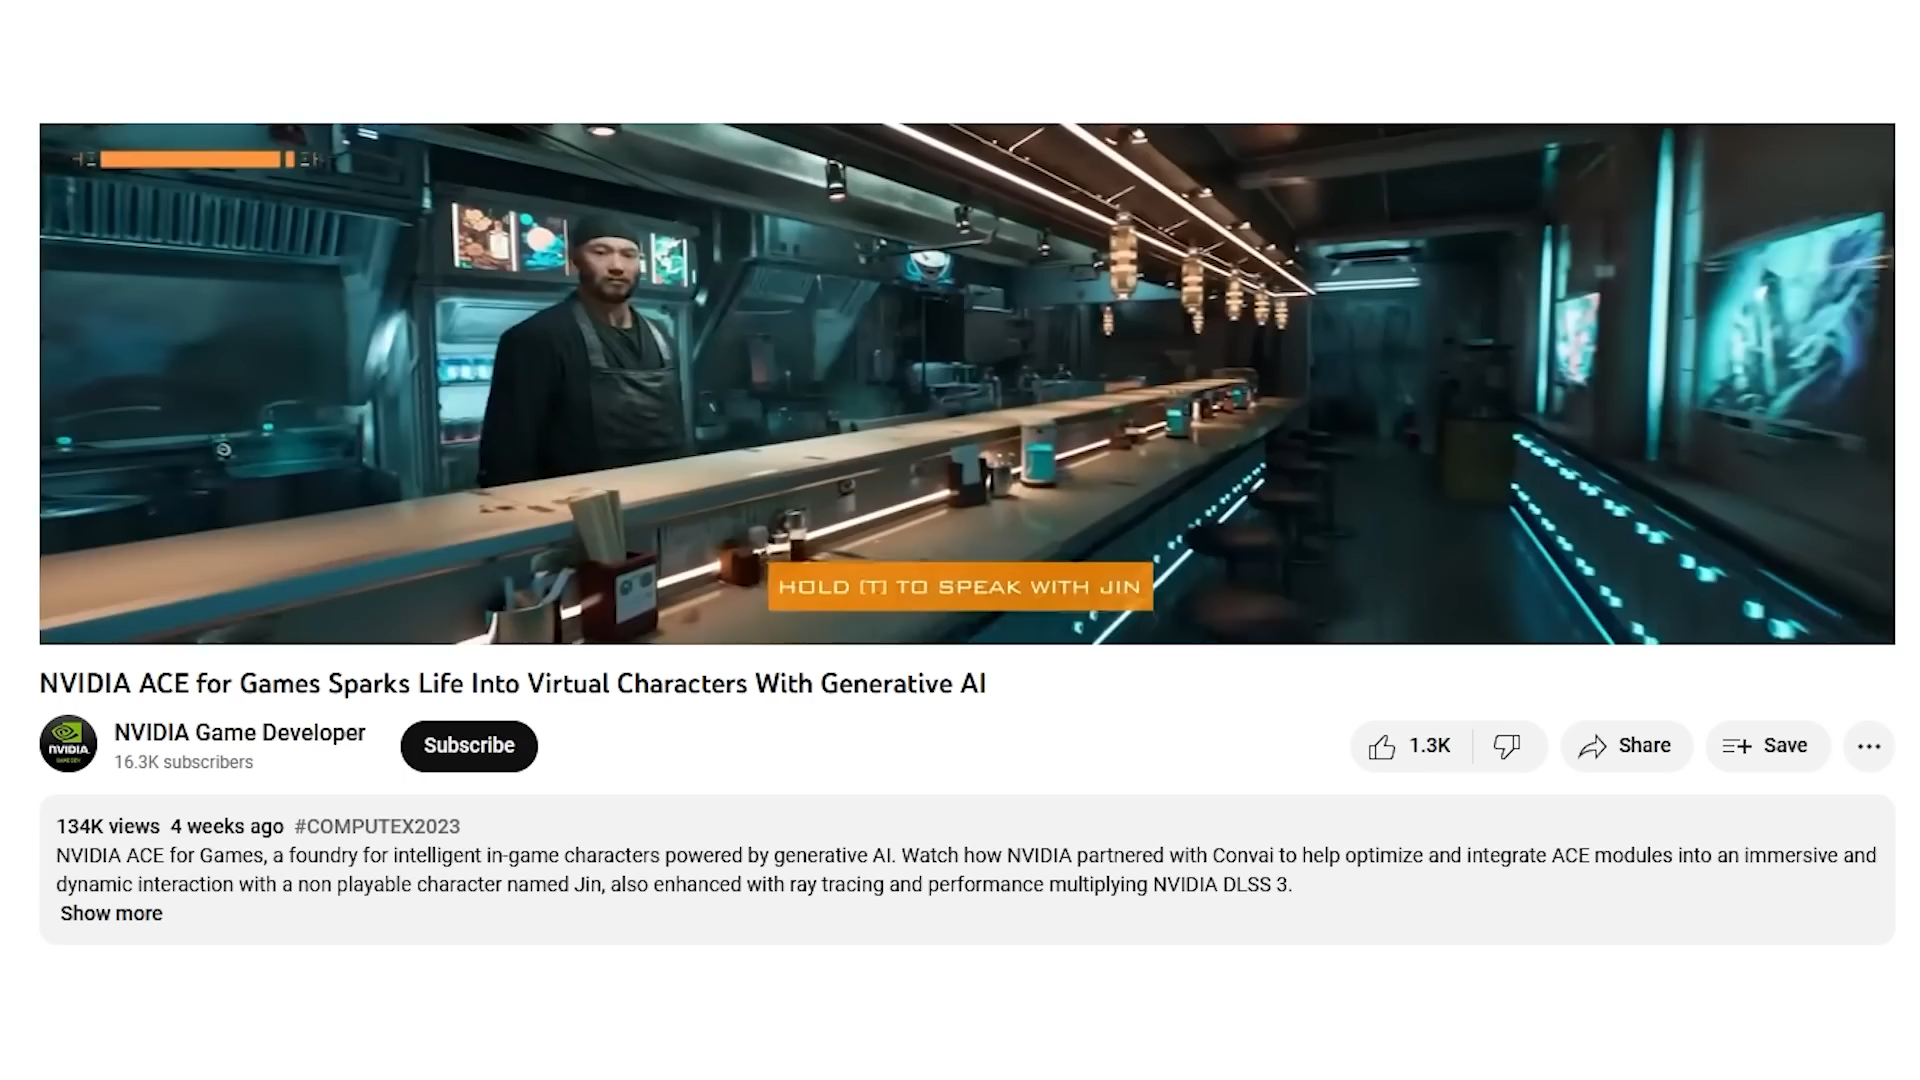 HOLD [T] TO SPEAK WITH JIN
NVIDIA ACE for Games Sparks Life Into Virtual Characters With Generative AI
NVIDIA
GAME DEV
NVIDIA Game Developer
16.3K subscribers
Subscribe
1.3K
Share
Save
134K views 4 weeks ago #COMPUTEX2023
NVIDIA ACE for Games, a foundry for intelligent in-game characters powered by generative AI. Watch how NVIDIA partnered with Convai to help optimize and integrate ACE modules into an immersive and
dynamic interaction with a non playable character named Jin, also enhanced with ray tracing and performance multiplying NVIDIA DLSS 3.
Show more